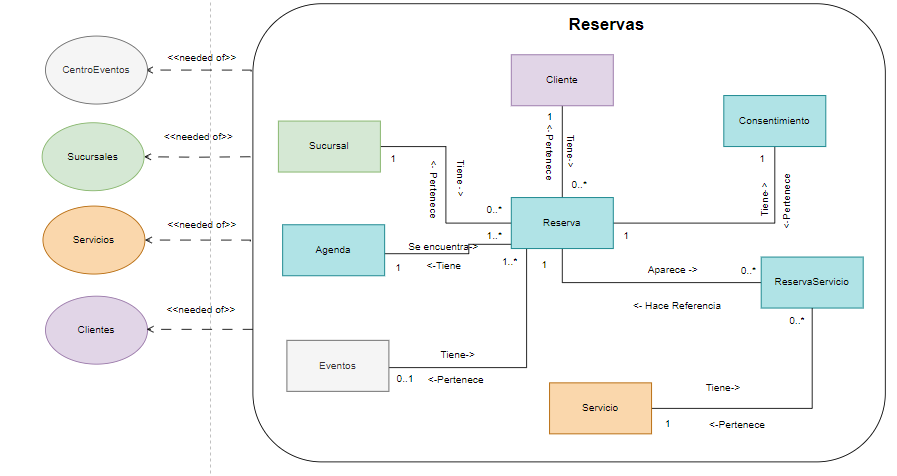 Reservas
<<needed of>>
CentroEventos
Cliente
1
<-Pertenece
Tiene->
0..*
Consentimiento
1
Tiene->
<-Pertenece
<<needed of>>
Sucursales
Sucursal
1
<- Pertenece
Tiene ->
0..*
Reserva
1
<<needed of>>
Servicios
Agenda
1
Se encuentra->
<-Tiene
1..*
1..*
1
Aparece ->
0..*
<- Hace Referencia
ReservaServicio
0..*
<<needed of>>
Clientes
Eventos
Tiene->
0..1
<-Pertenece
Servicio
Tiene->
1
<-Pertenece